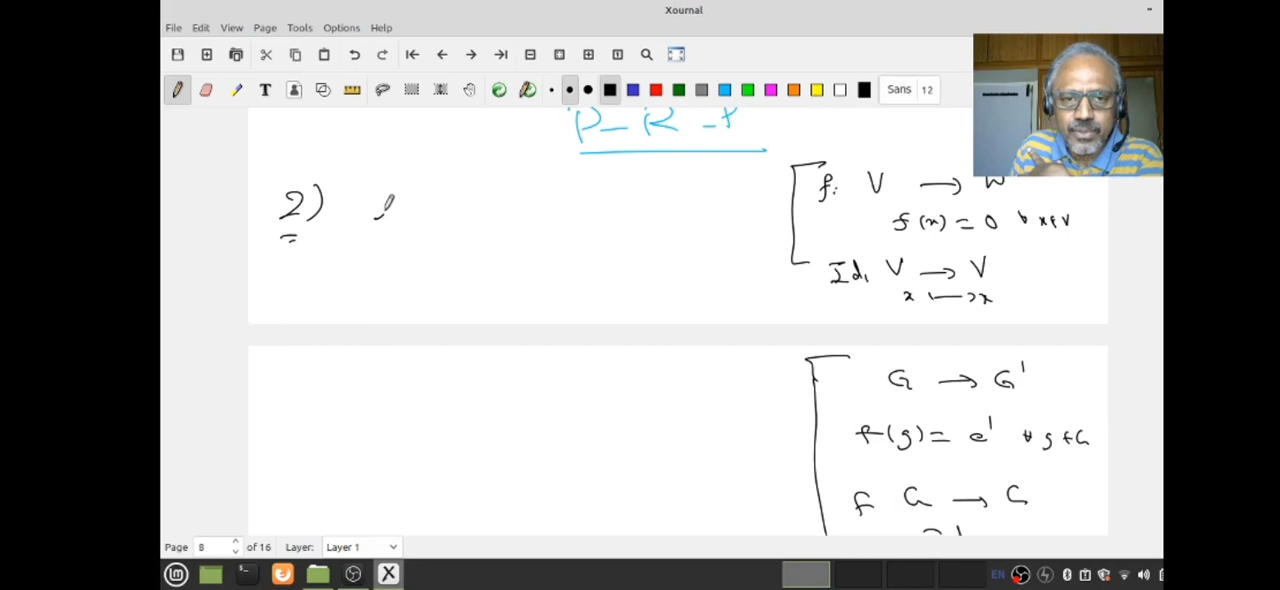 Xournal
File Edit View Page Tools Options Help
Sans 12
P-R-t
2)
f: V → W
f(x) = 0 ∀ x ∈ V
Id, V → V
x ⟼ x
G → G'
f(g) = e' ∀ g ∈ G
f G → G
Page 8 of 16 Layer: Layer 1
EN